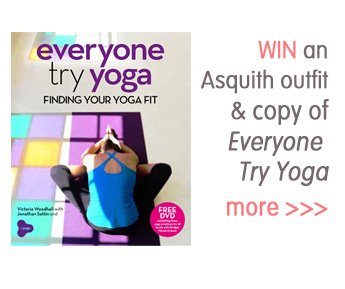 everyone
try yoga
FINDING YOUR YOGA FIT
Victoria Woodhall with
Jonathan Sattin and
FREE
DVD
WIN an
Asquith outfit
& copy of
Everyone
Try Yoga
more >>>